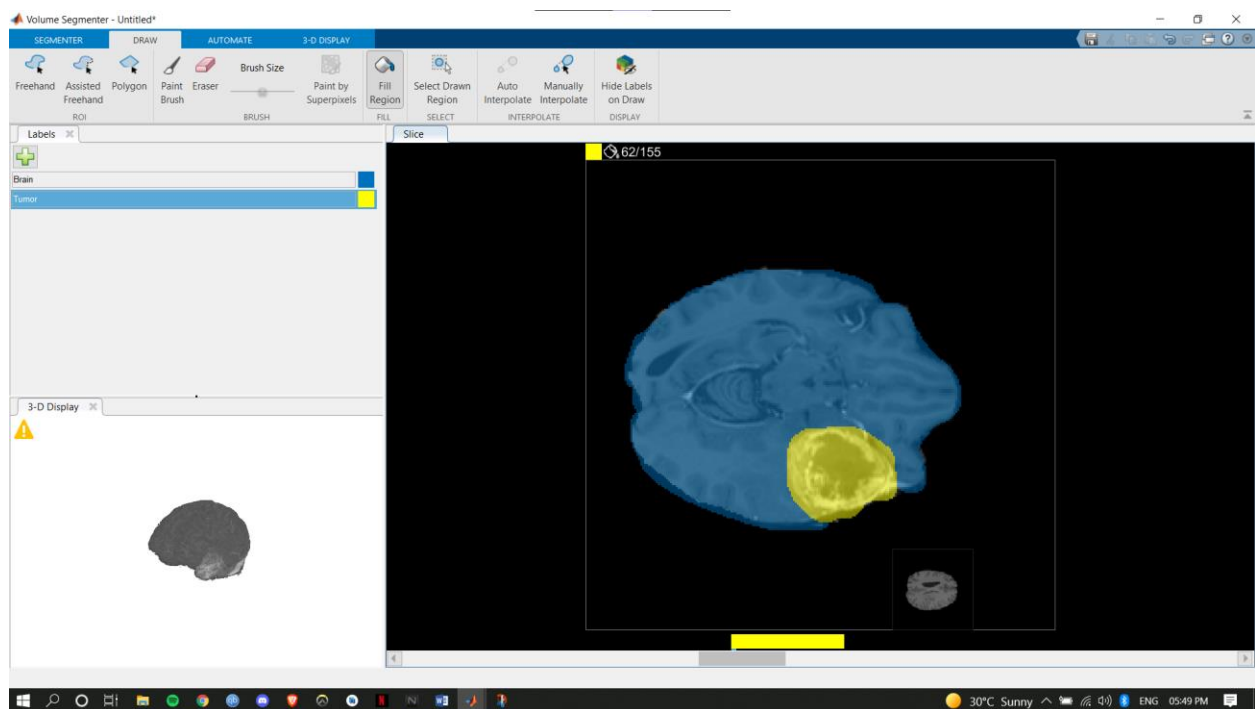 Volume Segmenter - Untitled*
SEGMENTER DRAW AUTOMATE 3-D DISPLAY
Freehand Assisted Freehand Polygon Paint Brush Eraser Brush Size Paint by Superpixels Fill Region Select Drawn Region Auto Interpolate Manually Interpolate Hide Labels on Draw
ROI BRUSH FILL SELECT INTERPOLATE DISPLAY
Labels Slice
62/155
Brain
Tumor
3-D Display
30°C Sunny ENG 05:49 PM